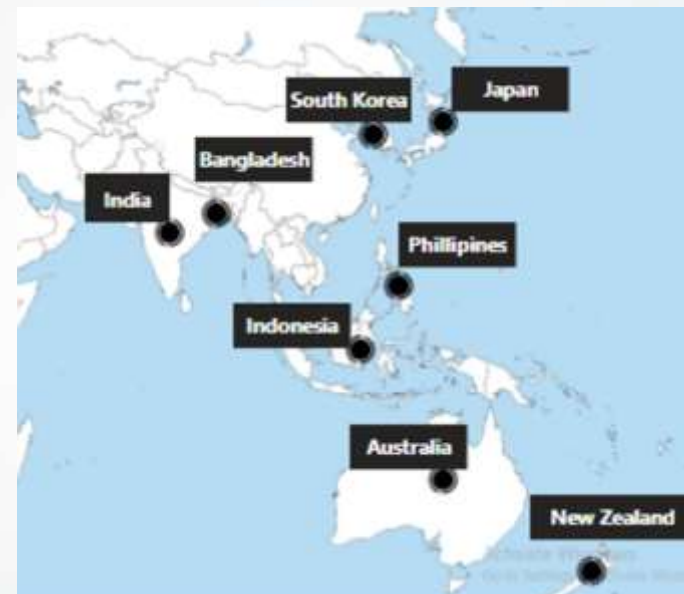 South Korea
Japan
Bangladesh
India
Phillipines
Indonesia
Australia
New Zealand